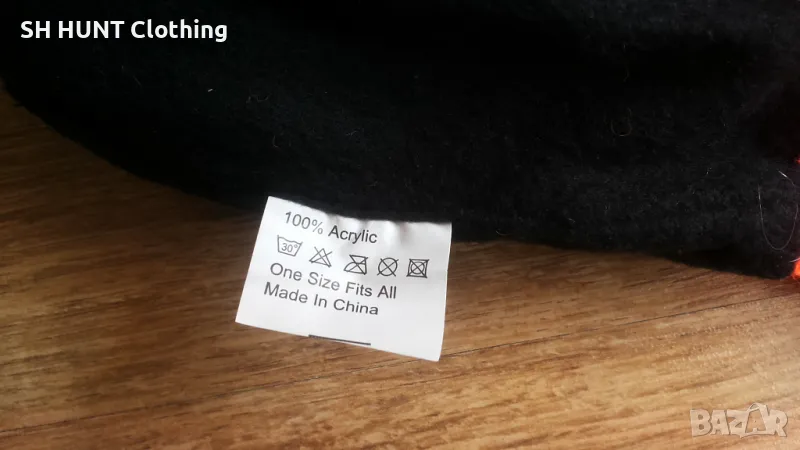 SH HUNT Clothing
100% Acrylic
30°
One Size Fits All
Made In China
BAZAR